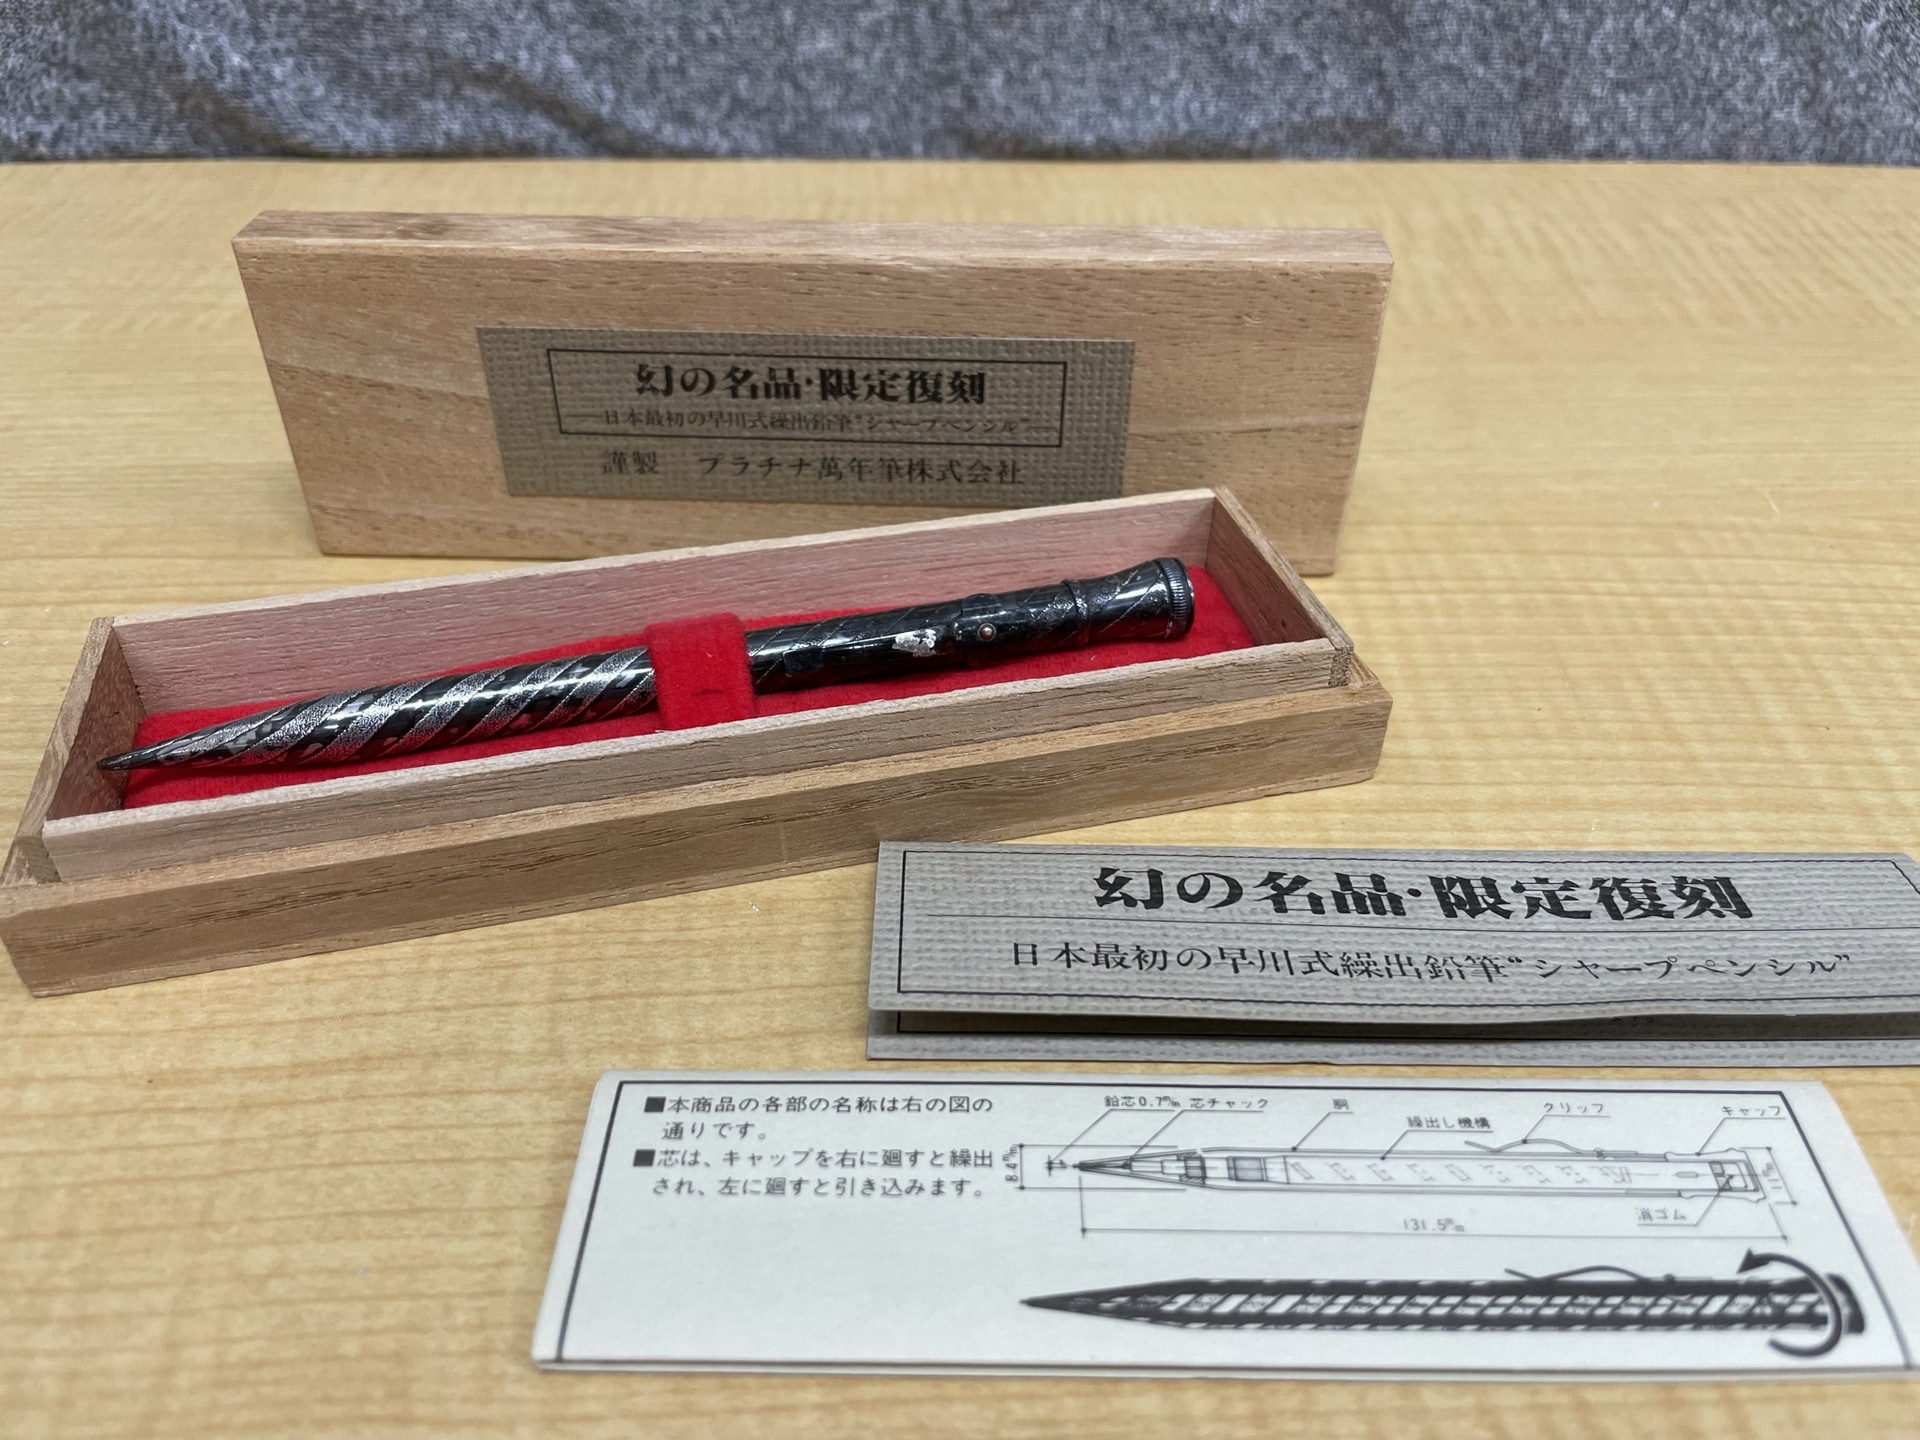 幻の名品・限定復刻
日本最初の早川式繰出鉛筆“シャープペンシル”
謹製 プラチナ萬年筆株式会社
幻の名品・限定復刻
日本最初の早川式繰出鉛筆“シャープペンシル”
■本商品の各部の名称は右の図の
通りです。
■芯は、キャップを右に廻すと繰出
され、左に廻すと引き込みます。
鉛芯0.7㎜
芯チャック
胴
繰出し機構
クリップ
キャップ
8.4㎜
消ゴム
131.5㎜